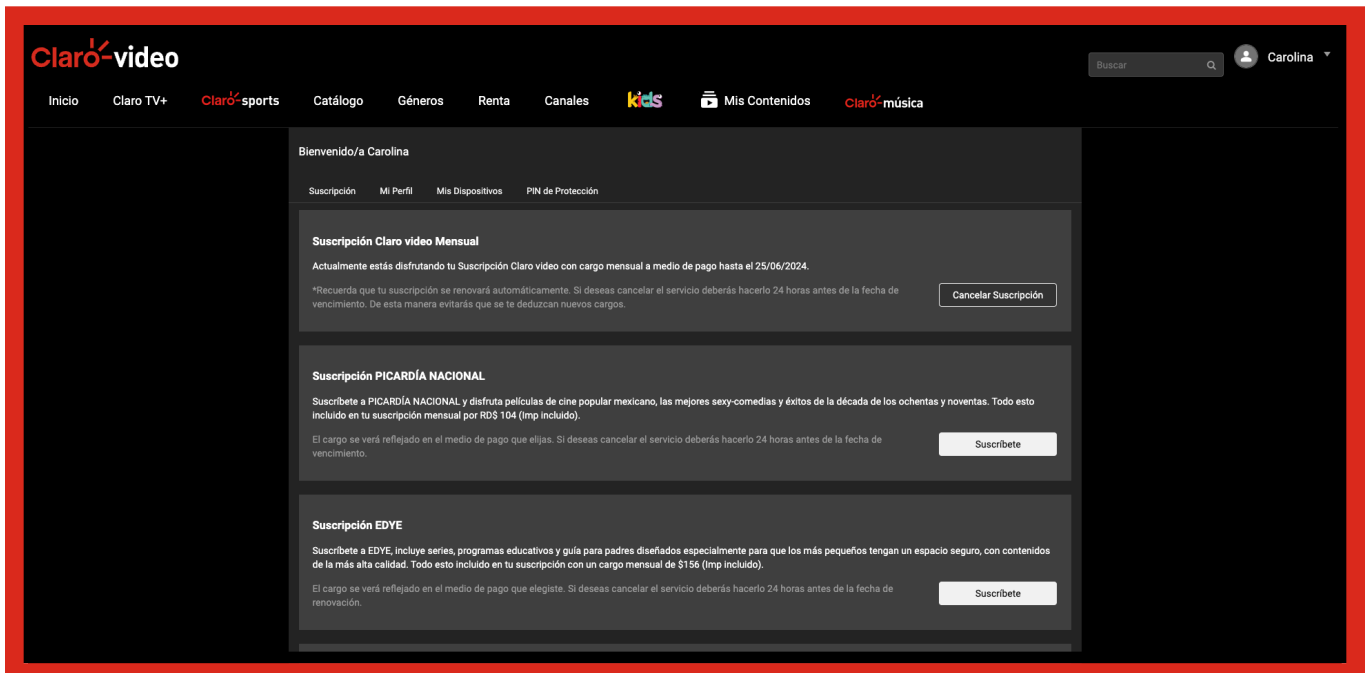 Claro-video
Buscar
Carolina
Inicio
Claro TV+
Claro-sports
Catálogo
Géneros
Renta
Canales
kids
Mis Contenidos
Claro-música
Bienvenido/a Carolina
Suscripción
Mi Perfil
Mis Dispositivos
PIN de Protección
Suscripción Claro video Mensual
Actualmente estás disfrutando tu Suscripción Claro video con cargo mensual a medio de pago hasta el 25/06/2024.
*Recuerda que tu suscripción se renovará automáticamente. Si deseas cancelar el servicio deberás hacerlo 24 horas antes de la fecha de
vencimiento. De esta manera evitarás que se te deduzcan nuevos cargos.
Cancelar Suscripción
Suscripción PICARDÍA NACIONAL
Suscríbete a PICARDÍA NACIONAL y disfruta películas de cine popular mexicano, las mejores sexy-comedias y éxitos de la década de los ochentas y noventas. Todo esto
incluido en tu suscripción mensual por RD$ 104 (Imp incluido).
El cargo se verá reflejado en el medio de pago que elijas. Si deseas cancelar el servicio deberás hacerlo 24 horas antes de la fecha de
vencimiento.
Suscríbete
Suscripción EDYE
Suscríbete a EDYE, incluye series, programas educativos y guía para padres diseñados especialmente para que los más pequeños tengan un espacio seguro, con contenidos
de la más alta calidad. Todo esto incluido en tu suscripción con un cargo mensual de $156 (Imp incluido).
El cargo se verá reflejado en el medio de pago que elegiste. Si deseas cancelar el servicio deberás hacerlo 24 horas antes de la fecha de
renovación.
Suscríbete